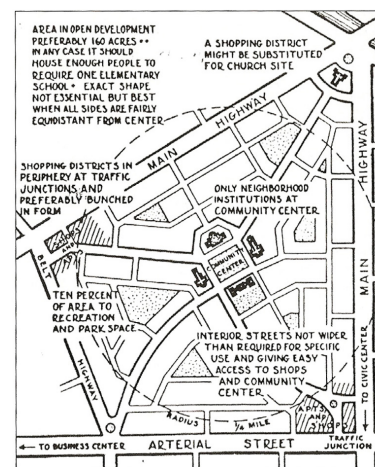 AREA IN OPEN DEVELOPMENT
PREFERABLY 160 ACRES **
IN ANY CASE IT SHOULD
HOUSE ENOUGH PEOPLE TO
REQUIRE ONE ELEMENTARY
SCHOOL * EXACT SHAPE
NOT ESSENTIAL BUT BEST
WHEN ALL SIDES ARE FAIRLY
EQUIDISTANT FROM CENTER
A SHOPPING DISTRICT
MIGHT BE SUBSTITUTED
FOR CHURCH SITE
MAIN HIGHWAY
HIGHWAY
MAIN
TO CIVIC CENTER
SHOPPING DISTRICTS IN
PERIPHERY AT TRAFFIC
JUNCTIONS AND
PREFERABLY BUNCHED
IN FORM
ONLY NEIGHBORHOOD
INSTITUTIONS AT
COMMUNITY CENTER
SHOPS
AND
APTS
COMMUNITY
CENTER
BELT
HIGHWAY
TEN PERCENT
OF AREA TO
RECREATION
AND PARK SPACE
INTERIOR STREETS NOT WIDER
THAN REQUIRED FOR SPECIFIC
USE AND GIVING EASY
ACCESS TO SHOPS
AND COMMUNITY
CENTER
RADIUS 1/4 MILE
APTS
AND
SHOPS
TO BUSINESS CENTER
ARTERIAL STREET
TRAFFIC
JUNCTION